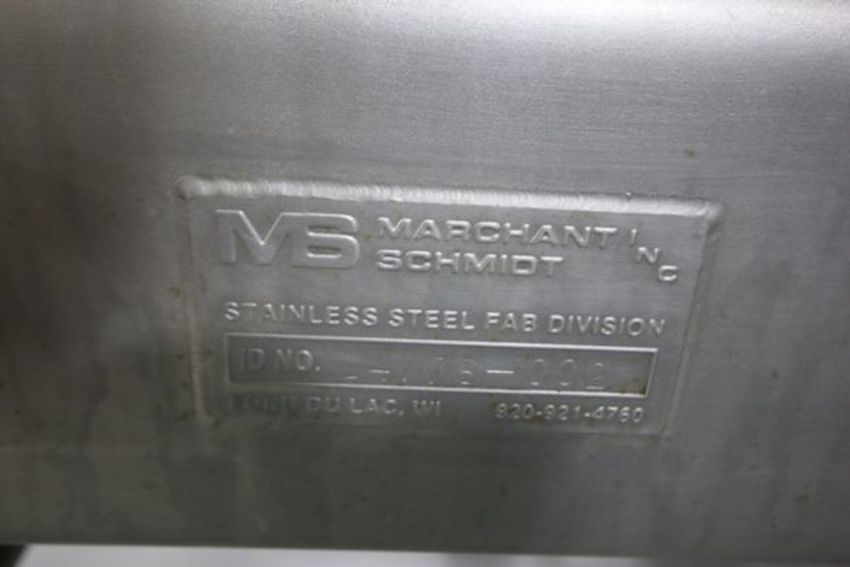 MS MARCHANT INC
SCHMIDT
STAINLESS STEEL FAB DIVISION
ID NO.
DU LAC, WI 920-921-4760